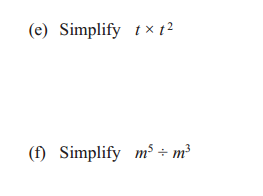 (e) Simplify t × t²
(f) Simplify m⁵ ÷ m³